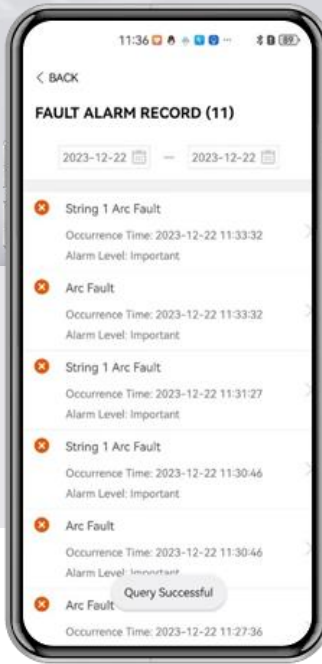 11:36
89
< BACK
FAULT ALARM RECORD (11)
2023-12-22 — 2023-12-22
String 1 Arc Fault
Occurrence Time: 2023-12-22 11:33:32
Alarm Level: Important
Arc Fault
Occurrence Time: 2023-12-22 11:33:32
Alarm Level: Important
String 1 Arc Fault
Occurrence Time: 2023-12-22 11:31:27
Alarm Level: Important
String 1 Arc Fault
Occurrence Time: 2023-12-22 11:30:46
Alarm Level: Important
Arc Fault
Occurrence Time: 2023-12-22 11:30:46
Alarm Level: Important
Query Successful
Arc Fault
Occurrence Time: 2023-12-22 11:27:36